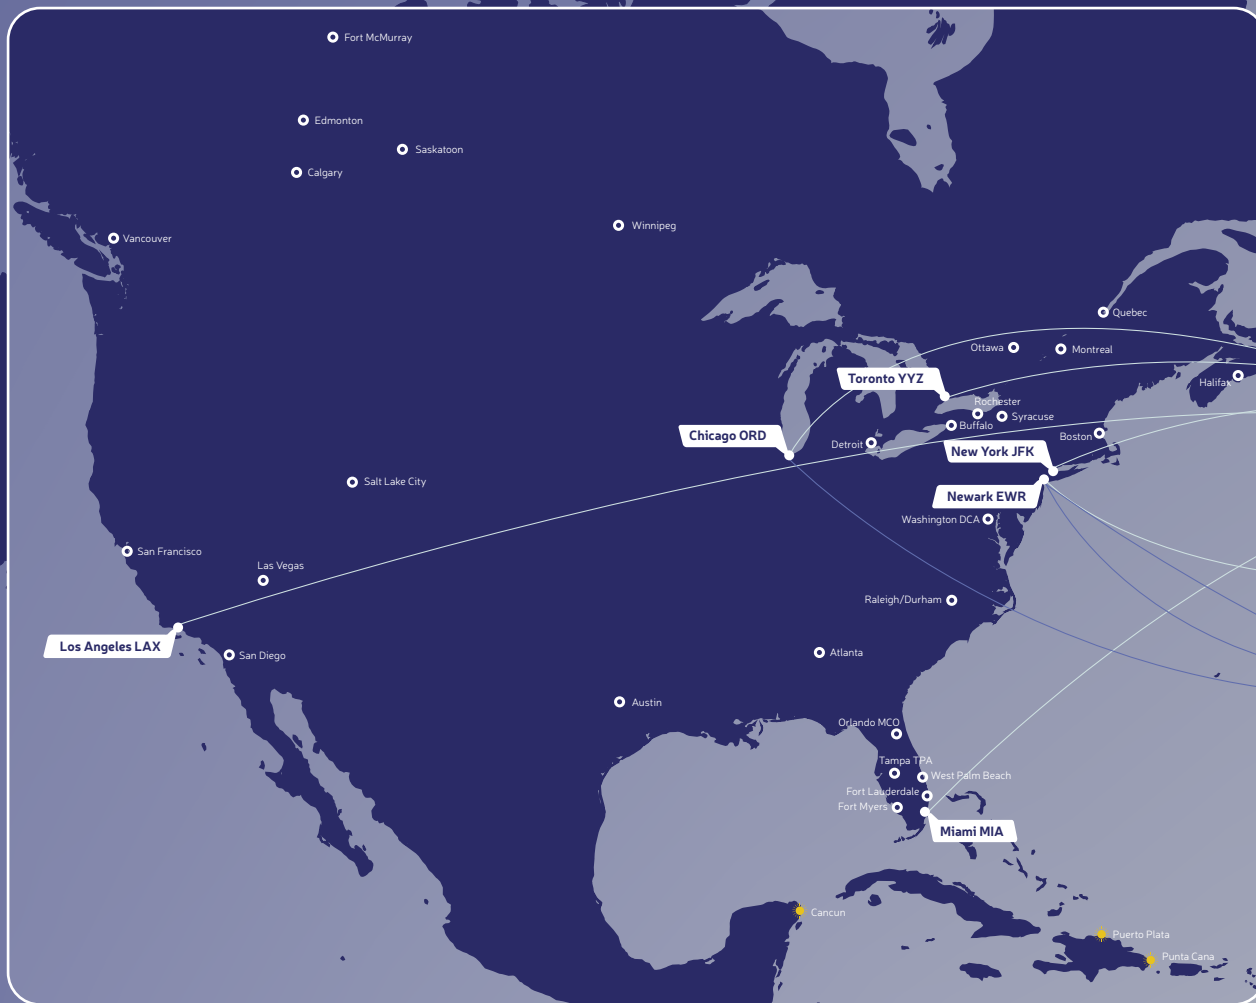 Fort McMurray
Edmonton
Saskatoon
Calgary
Winnipeg
Vancouver
Quebec
Ottawa
Montreal
Toronto YYZ
Halifax
Rochester
Syracuse
Buffalo
Chicago ORD
Boston
Detroit
New York JFK
Salt Lake City
Newark EWR
Washington DCA
San Francisco
Las Vegas
Raleigh/Durham
Los Angeles LAX
San Diego
Atlanta
Austin
Orlando MCO
Tampa TPA
West Palm Beach
Fort Lauderdale
Fort Myers
Miami MIA
Cancun
Puerto Plata
Punta Cana